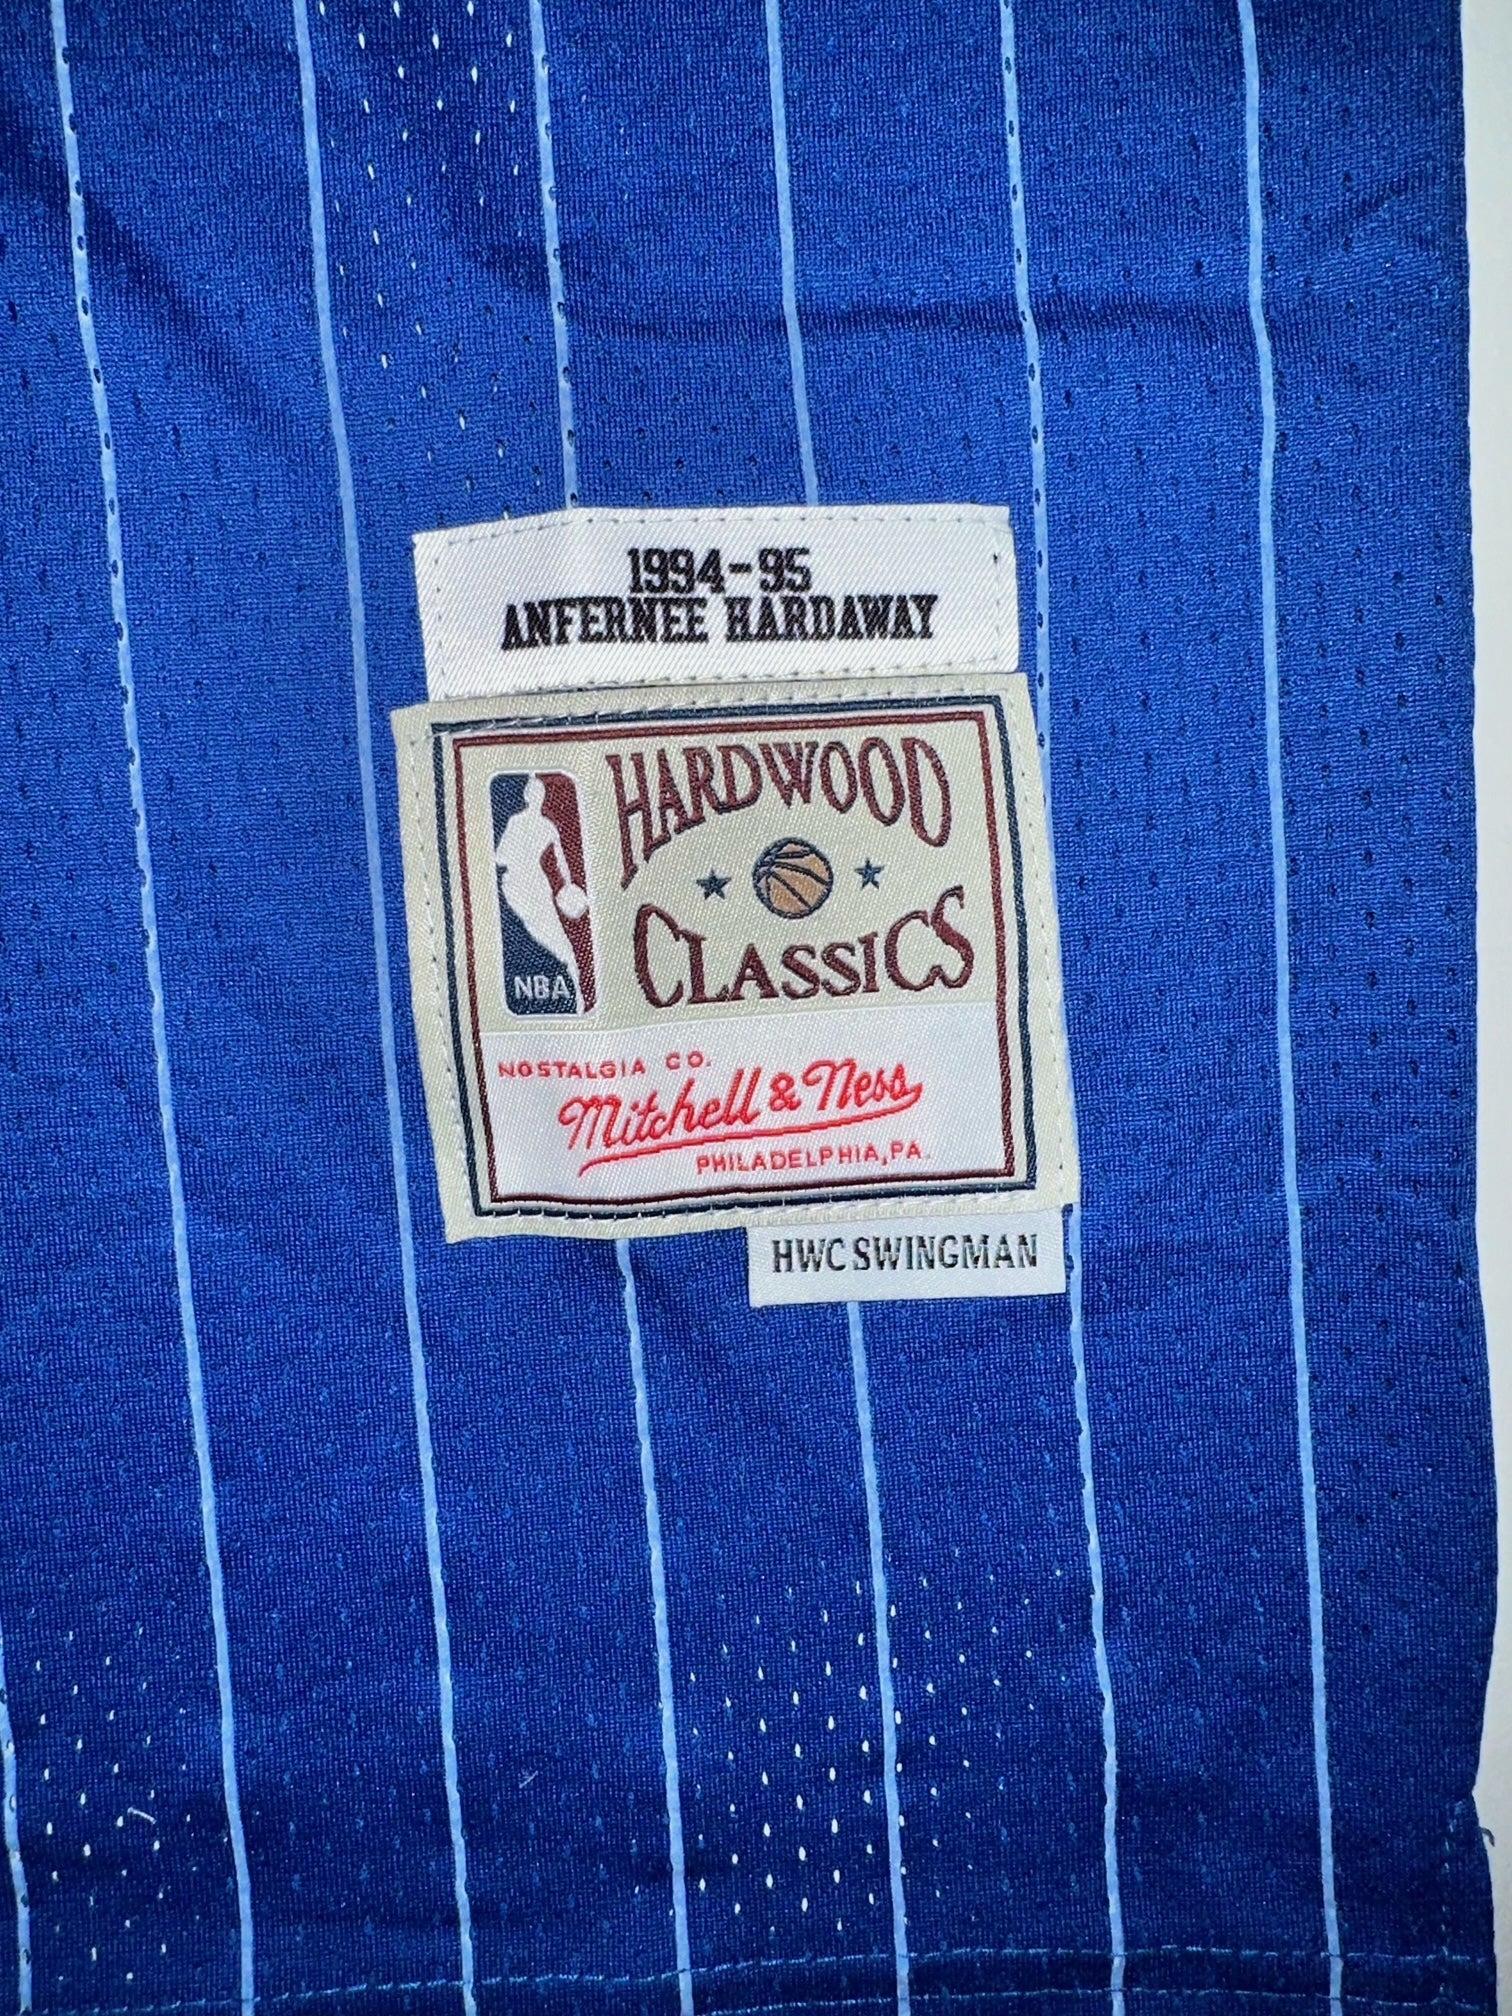 1994-95
ANFERNEE HARDAWAY
HARDWOOD
CLASSICS
NBA
NOSTALGIA CO.
Mitchell & Ness
PHILADELPHIA, PA.
HWC SWINGMAN